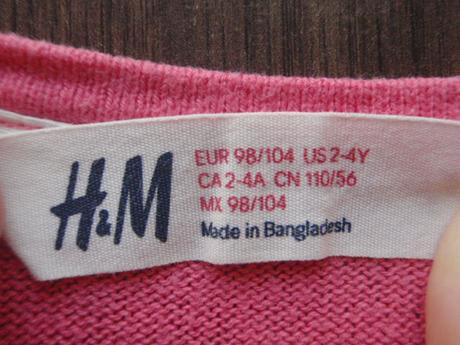 H&M
EUR 98/104 US 2-4Y
CA 2-4A CN 110/56
MX 98/104
Made in Bangladesh